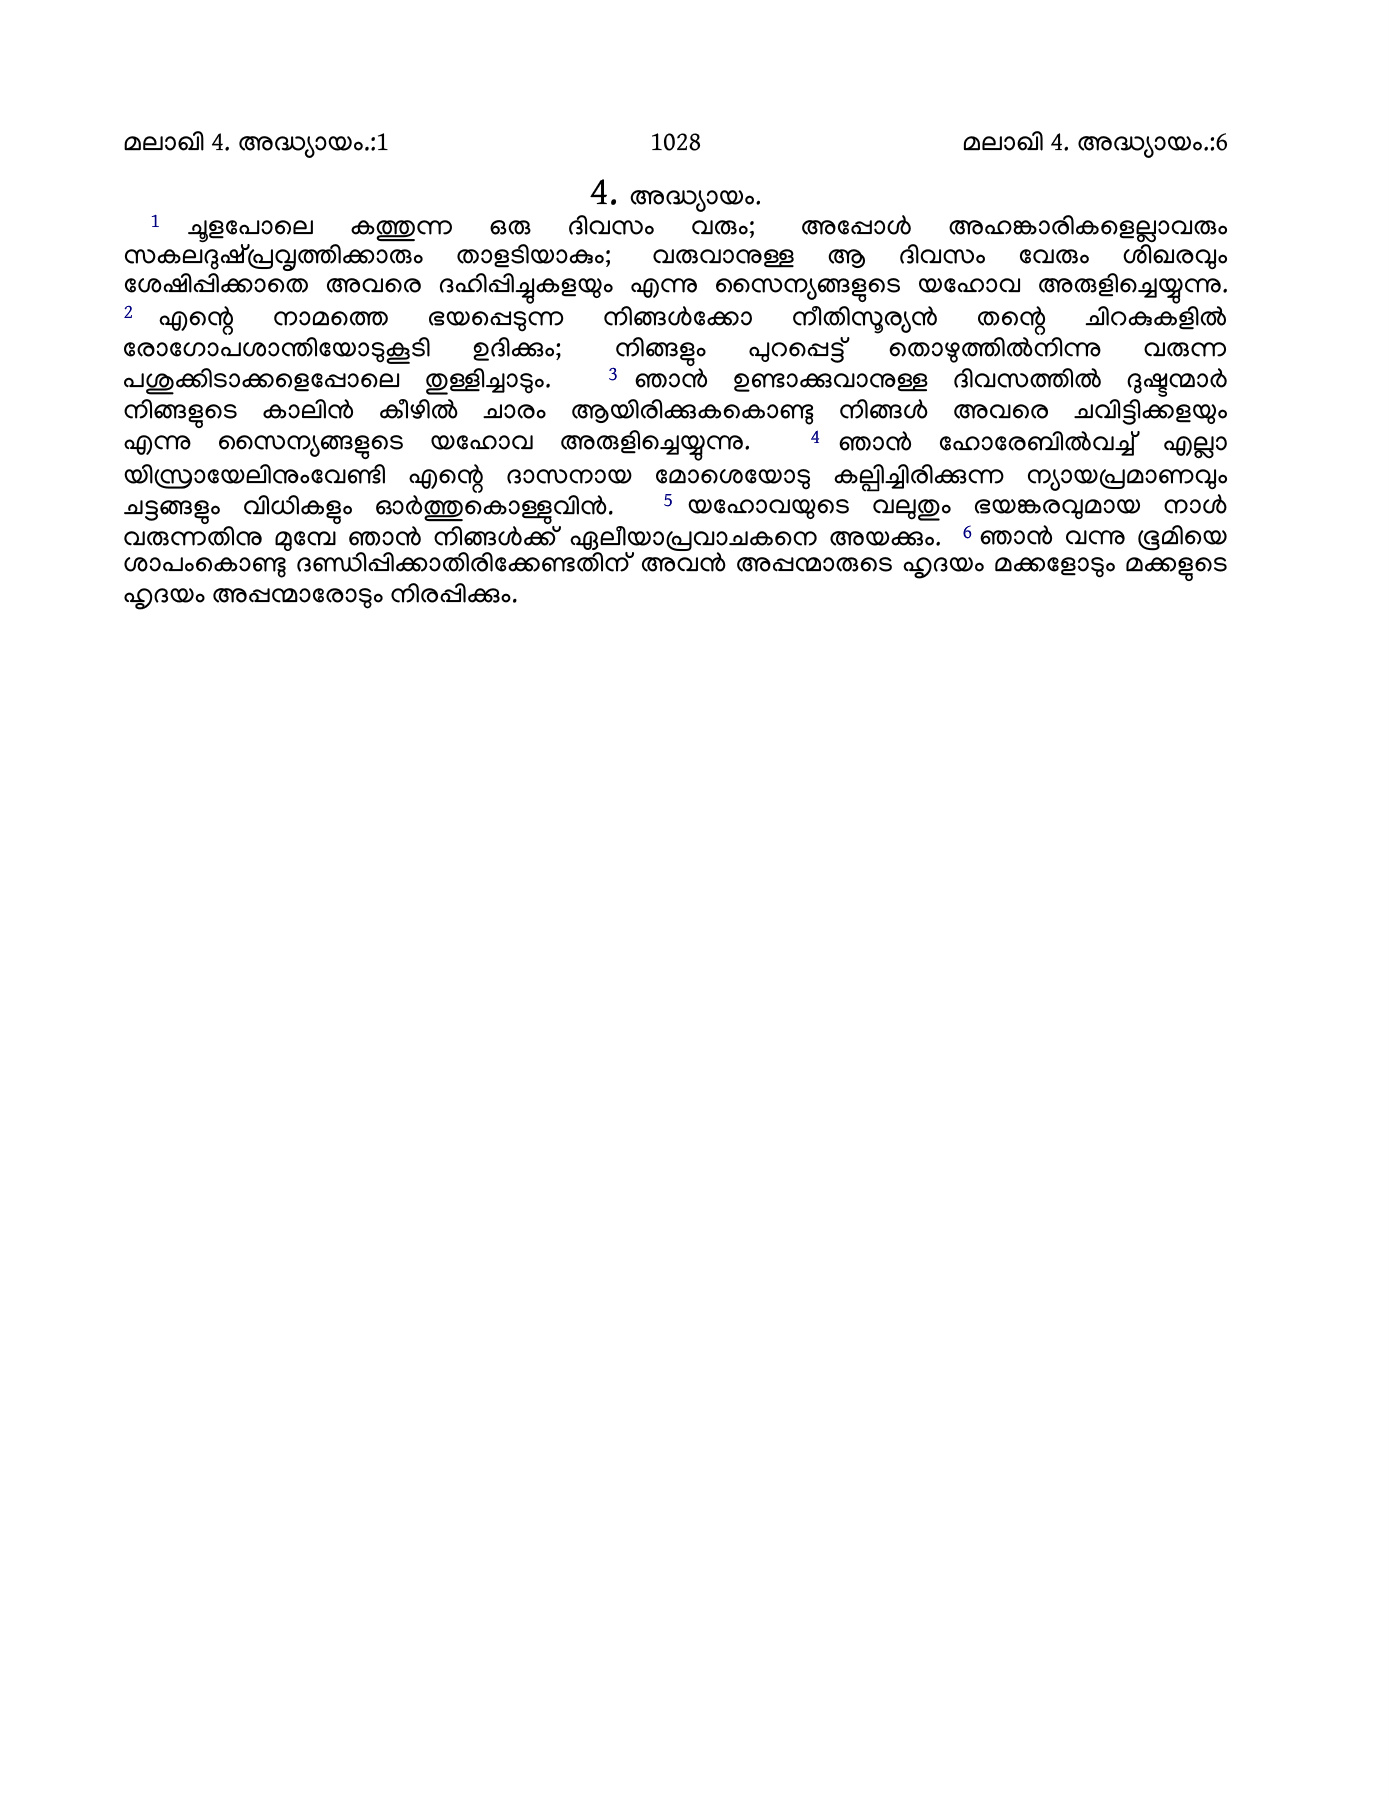 മലാഖി 4. അദ്ധ്യായം.:1 1028 മലാഖി 4. അദ്ധ്യായം.:6
4. അദ്ധ്യായം.
1 ചൂളപോലെ കത്തുന്ന ഒരു ദിവസം വരും; അപ്പോൾ അഹങ്കാരികളെല്ലാവരും
സകലദുഷ്‌പ്രവൃത്തിക്കാരും താളടിയാകും; വരുവാനുള്ള ആ ദിവസം വേരും ശിഖരവും
ശേഷിപ്പിക്കാതെ അവരെ ദഹിപ്പിച്ചുകളയും എന്നു സൈന്യങ്ങളുടെ യഹോവ അരുളിച്ചെയ്യുന്നു.
2 എന്റെ നാമത്തെ ഭയപ്പെടുന്ന നിങ്ങൾക്കോ നീതിസൂര്യൻ തന്റെ ചിറകുകളിൽ
രോഗോപശാന്തിയോടുകൂടി ഉദിക്കും; നിങ്ങളും പുറപ്പെട്ട് തൊഴുത്തിൽനിന്നു വരുന്ന
പശുക്കിടാക്കളെപ്പോലെ തുള്ളിച്ചാടും. 3 ഞാൻ ഉണ്ടാക്കുവാനുള്ള ദിവസത്തിൽ ദുഷ്ടന്മാർ
നിങ്ങളുടെ കാലിൻ കീഴിൽ ചാരം ആയിരിക്കുകകൊണ്ടു നിങ്ങൾ അവരെ ചവിട്ടിക്കളയും
എന്നു സൈന്യങ്ങളുടെ യഹോവ അരുളിച്ചെയ്യുന്നു. 4 ഞാൻ ഹോരേബിൽവച്ച് എല്ലാ
യിസ്രായേലിനുംവേണ്ടി എന്റെ ദാസനായ മോശെയോടു കല്പിച്ചിരിക്കുന്ന ന്യായപ്രമാണവും
ചട്ടങ്ങളും വിധികളും ഓർത്തുകൊള്ളുവിൻ. 5 യഹോവയുടെ വലുതും ഭയങ്കരവുമായ നാൾ
വരുന്നതിനു മുമ്പേ ഞാൻ നിങ്ങൾക്ക് ഏലീയാപ്രവാചകനെ അയക്കും. 6 ഞാൻ വന്നു ഭൂമിയെ
ശാപംകൊണ്ടു ദണ്ഡിപ്പിക്കാതിരിക്കേണ്ടതിന് അവൻ അപ്പന്മാരുടെ ഹൃദയം മക്കളോടും മക്കളുടെ
ഹൃദയം അപ്പന്മാരോടും നിരപ്പിക്കും.